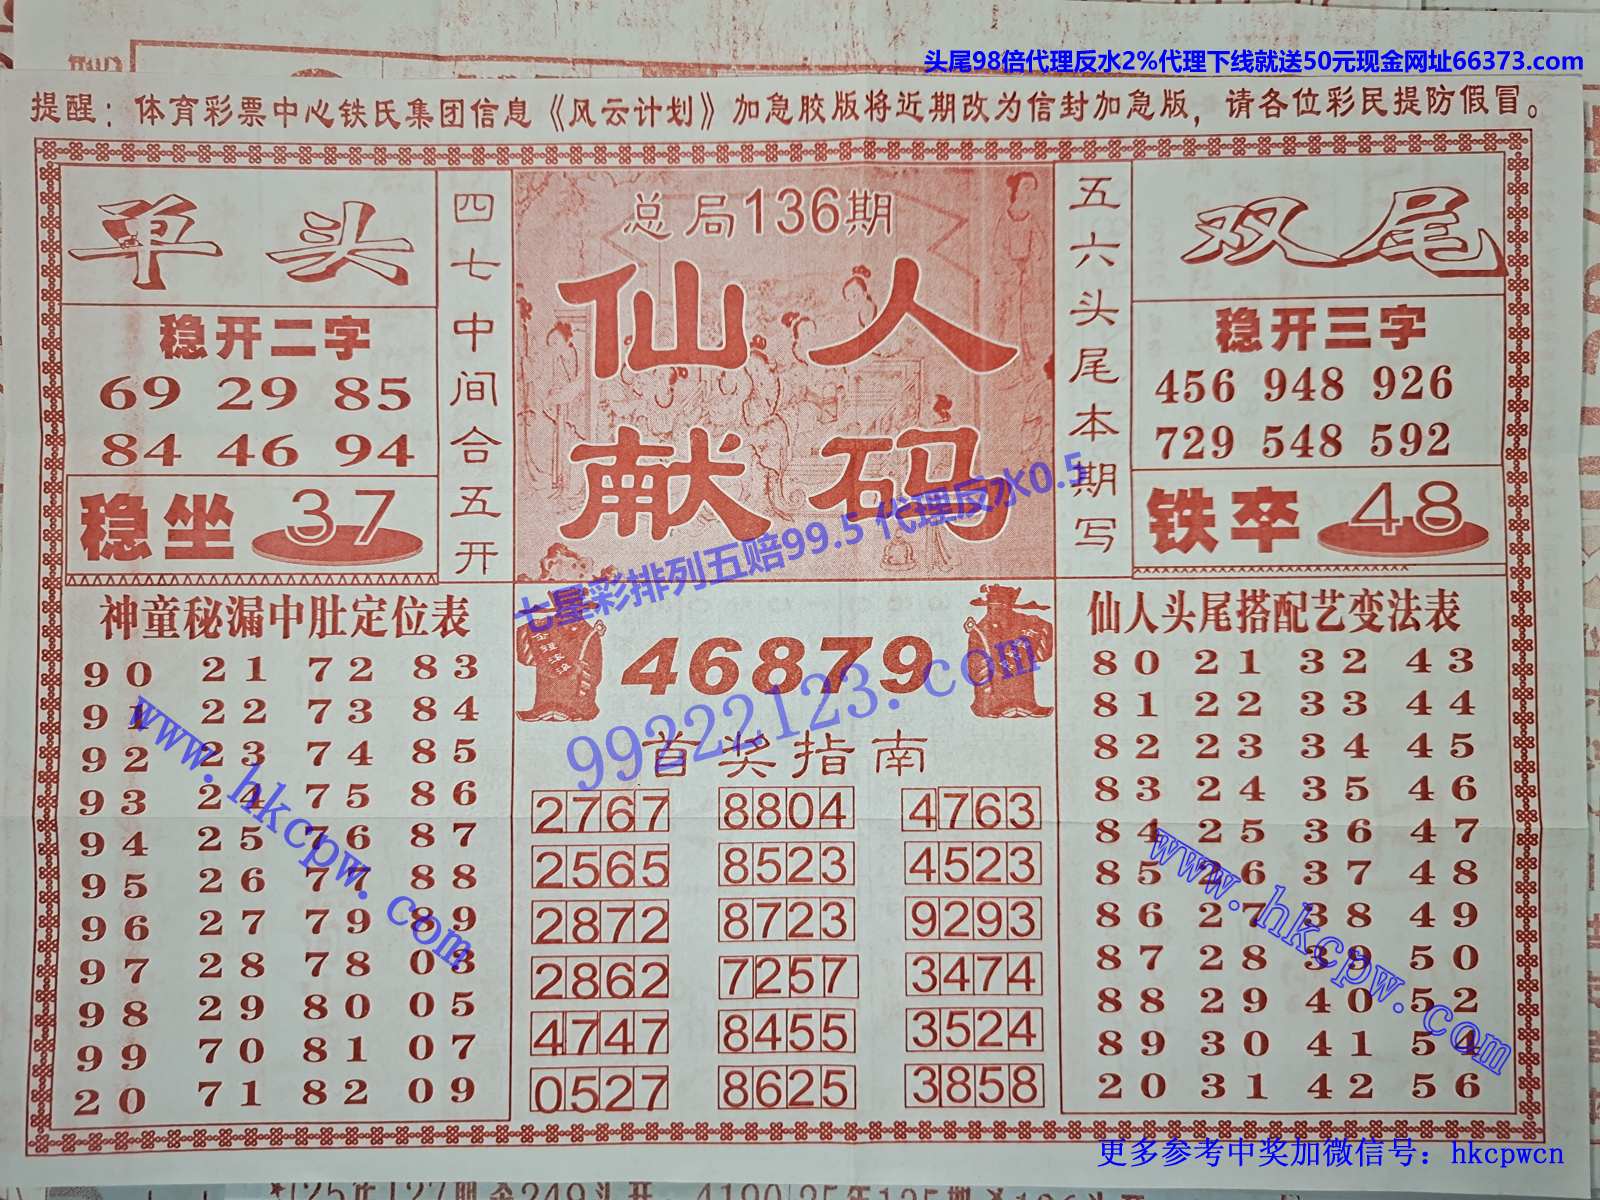 头尾98倍代理反水2%代理下线就送50元现金网址66373.com
提醒：体育彩票中心铁氏集团信息《风云计划》加急胶版将近期改为信封加急版，请各位彩民提防假冒。
单头
稳开二字
69 29 85
84 46 94
稳坐 37
四七中间合五开
总局136期
仙人
献码
五六头尾本期写
双尾
稳开三字
456 948 926
729 548 592
铁卒 48
七星彩排列五赔99.5 代理反水0.5
神童秘漏中肚定位表
90 21 72 83
91 22 73 84
92 23 74 85
93 24 75 86
94 25 76 87
95 26 77 88
96 27 79 89
97 28 78 03
98 29 80 05
99 70 81 07
20 71 82 09
www.hkcpw.com
46879
99322123.com
首奖指南
2767 8804 4763
2565 8523 4523
2872 8723 9293
2862 7257 3474
4747 8455 3524
0527 8625 3858
仙人头尾搭配艺变法表
80 21 32 43
81 22 33 44
82 23 34 45
83 24 35 46
84 25 36 47
85 26 37 48
86 27 38 49
87 28 39 50
88 29 40 52
89 30 41 54
20 31 42 56
www.hkcpw.com
更多参考中奖加微信号：hkcpwcn